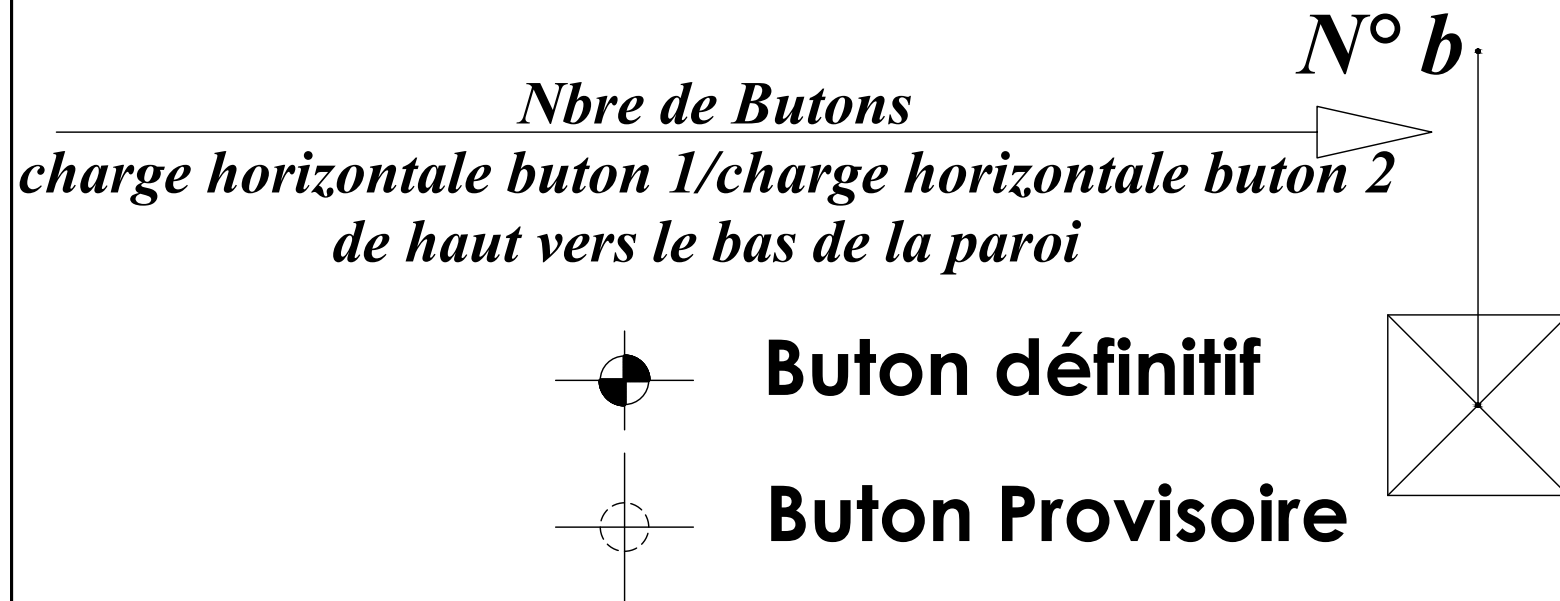 N° b
Nbre de Butons
charge horizontale buton 1/charge horizontale buton 2
de haut vers le bas de la paroi
Buton définitif
Buton Provisoire